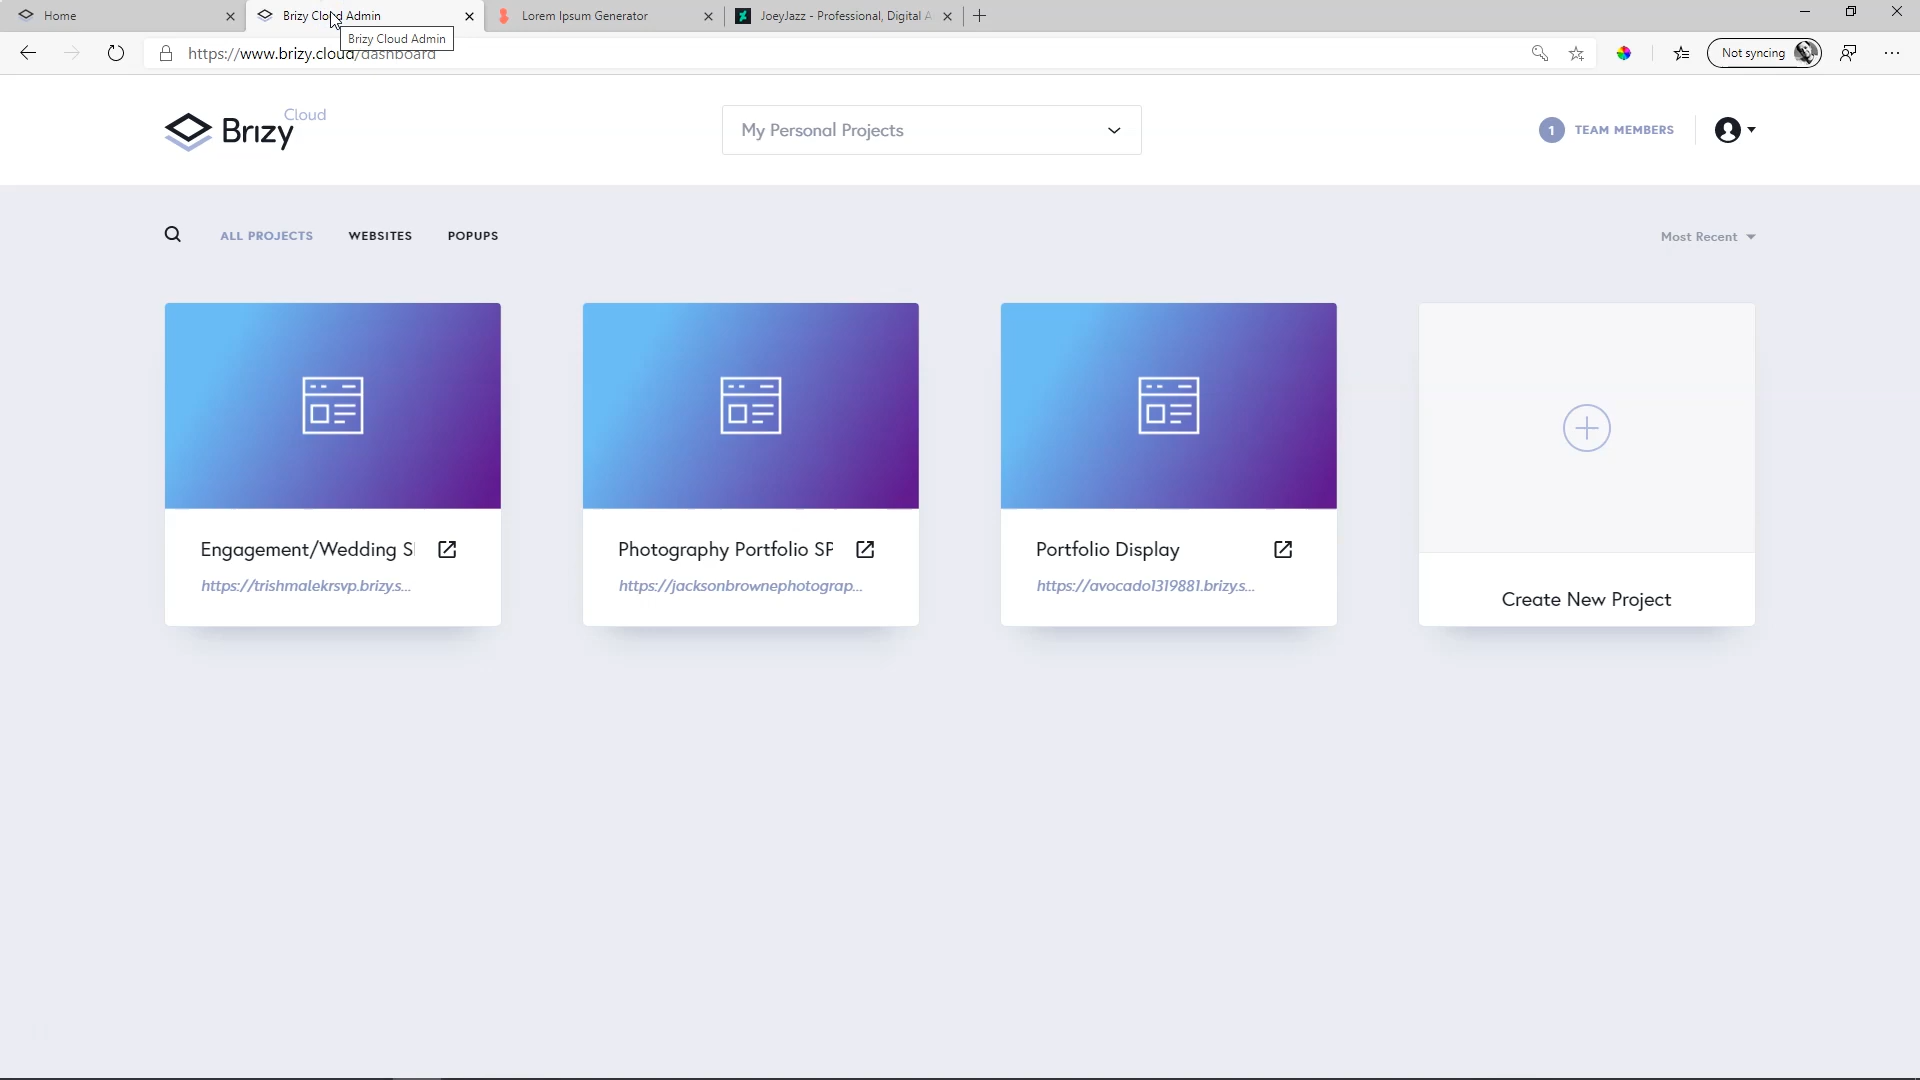 Home
Brizy Cloud Admin
Lorem Ipsum Generator
JoeyJazz - Professional, Digital A
Brizy Cloud Admin
https://www.brizy.cloud/dashboard
Not syncing
Brizy Cloud
My Personal Projects
1 TEAM MEMBERS
ALL PROJECTS
WEBSITES
POPUPS
Most Recent
Engagement/Wedding S
https://trishmalekrsvp.brizy.s...
Photography Portfolio SP
https://jacksonbrownephotograp...
Portfolio Display
https://avocado1319881.brizy.s...
Create New Project